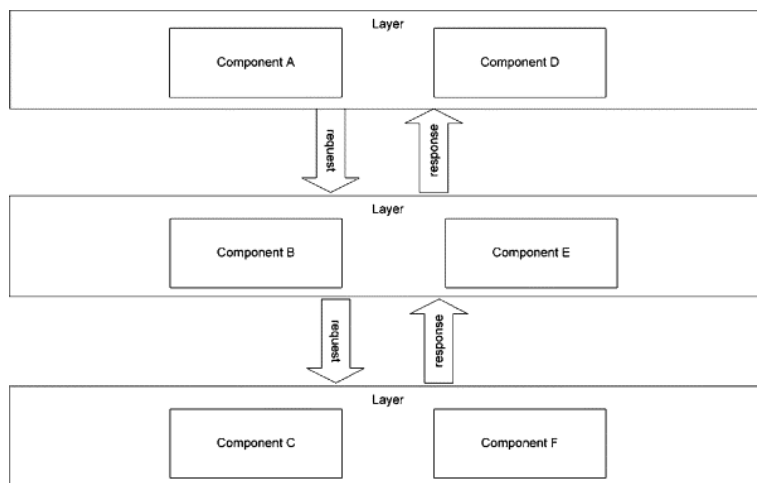 Layer
Component A
Component D
request
response
Layer
Component B
Component E
request
response
Layer
Component C
Component F